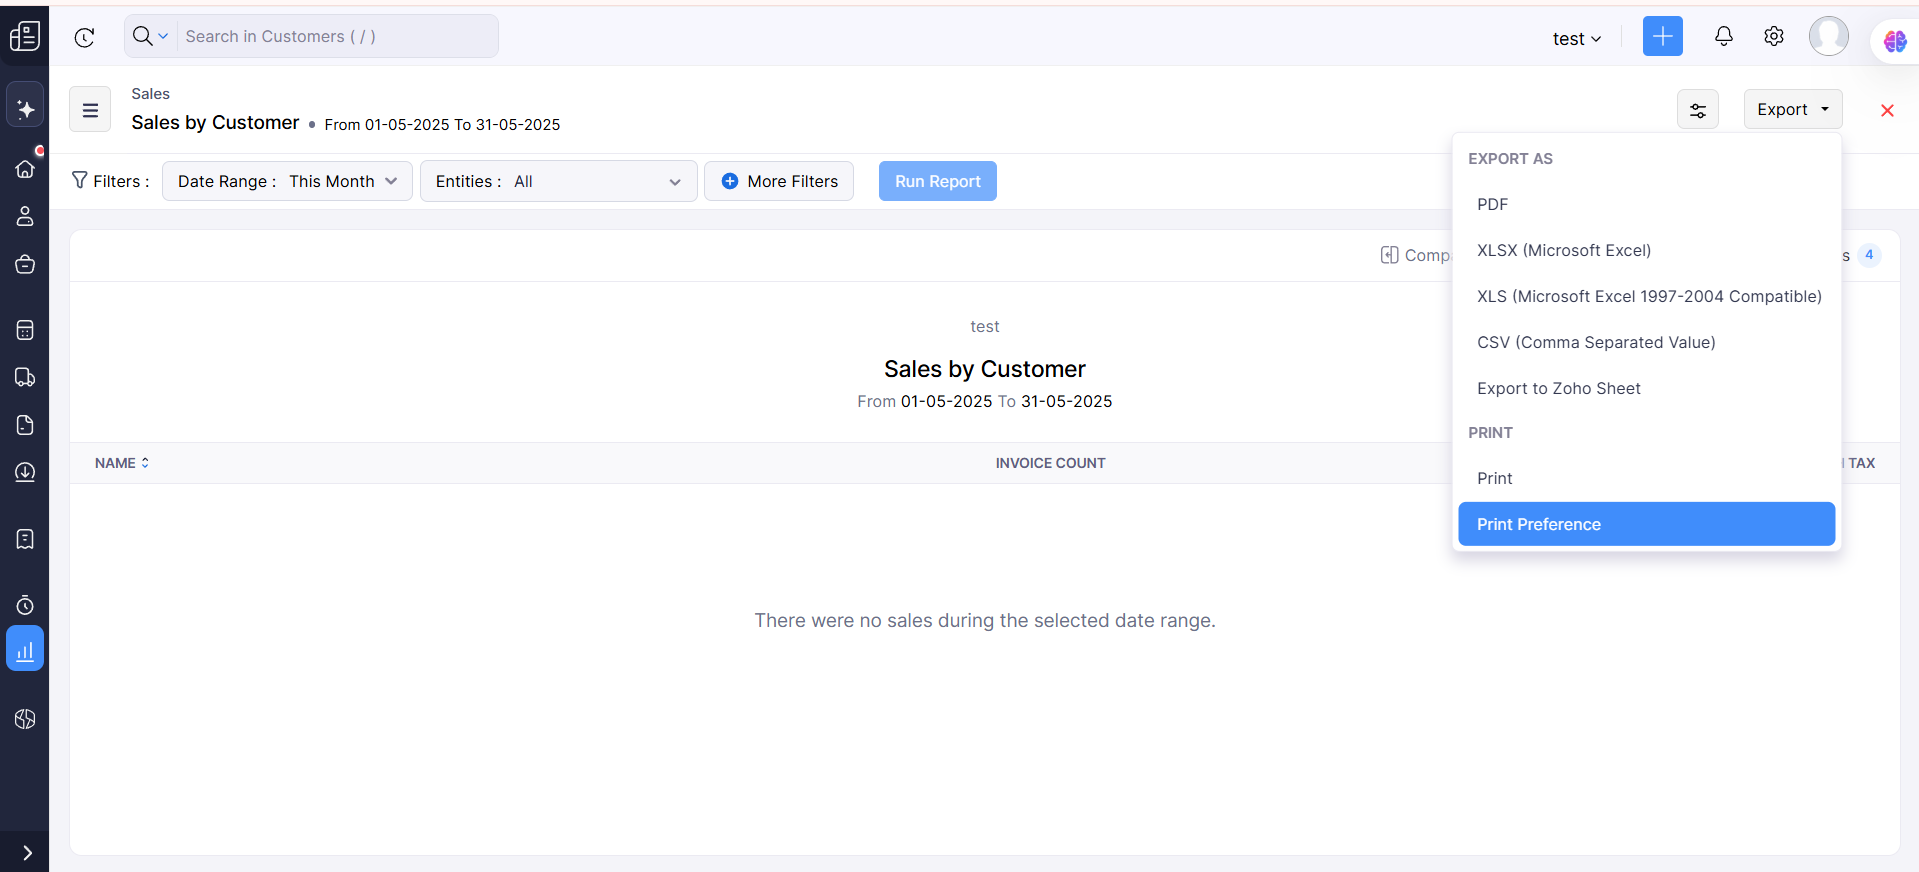 Search in Customers ( / )
test
Sales
Sales by Customer • From 01-05-2025 To 31-05-2025
Export
Filters :
Date Range : This Month
Entities : All
More Filters
Run Report
EXPORT AS
PDF
XLSX (Microsoft Excel)
XLS (Microsoft Excel 1997-2004 Compatible)
CSV (Comma Separated Value)
Export to Zoho Sheet
PRINT
Print
Print Preference
4
test
Sales by Customer
From 01-05-2025 To 31-05-2025
NAME
INVOICE COUNT
TAX
There were no sales during the selected date range.